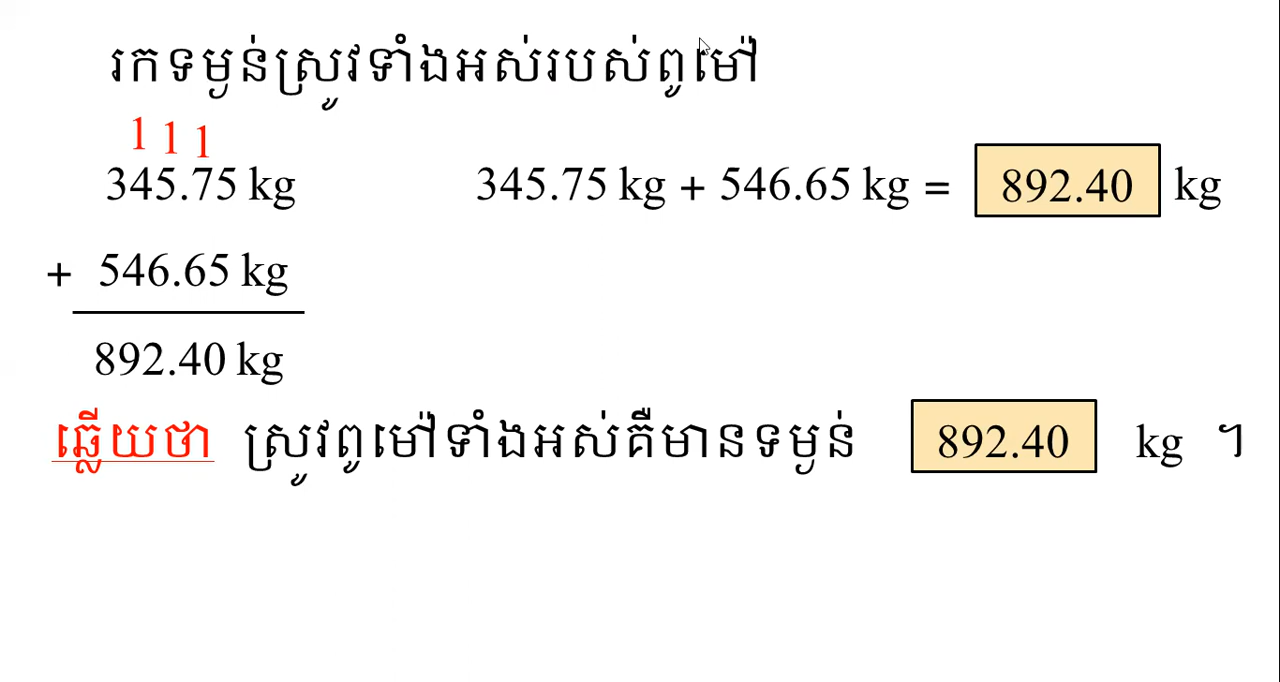 រកទម្ងន់ស្រូវទាំងអស់របស់ពូម៉ៅ
1 1 1
345.75 kg
345.75 kg + 546.65 kg = 892.40 kg
+ 546.65 kg
892.40 kg
ឆ្លើយថា ស្រូវពូម៉ៅទាំងអស់គឺមានទម្ងន់ 892.40 kg ។